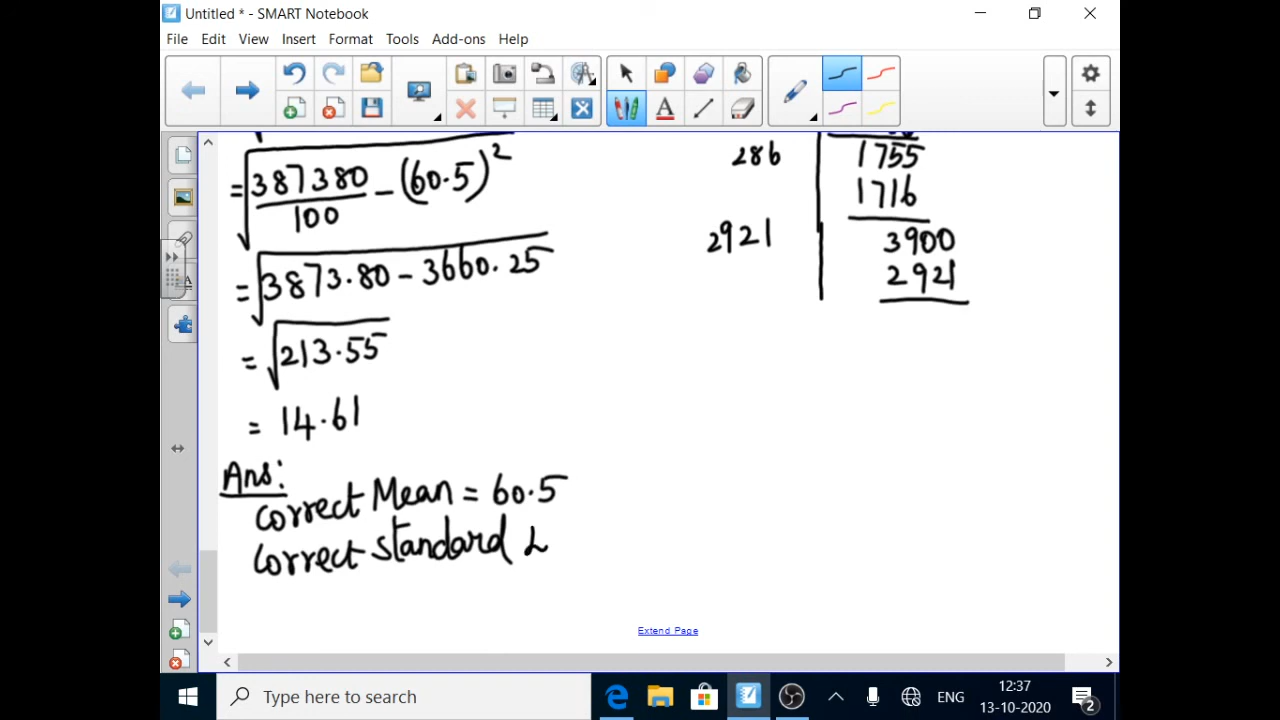 Untitled * - SMART Notebook
File Edit View Insert Format Tools Add-ons Help
= √387380/100 - (60.5)²
= √3873.80 - 3660.25
= √213.55
= 14.61
Ans:
Correct Mean = 60.5
Correct standard
286 1755
1716
2921 3900
2921
Extend Page
Type here to search
ENG
12:37
13-10-2020
2